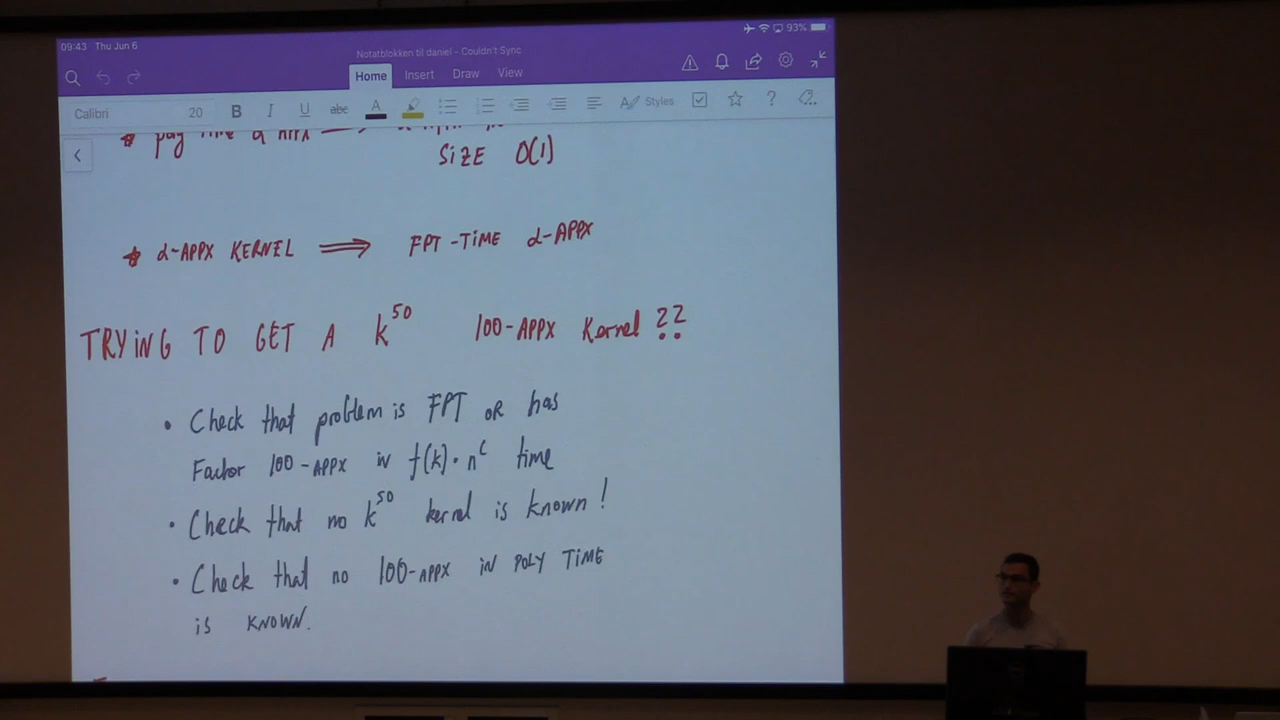 09:43 Thu Jun 6
93%
Notatblokken til daniel - Couldn't Sync
Home Insert Draw View
Calibri 20 B I U abc A Styles ?
SIZE O(1)
α-APPX KERNEL ⟹ FPT-TIME α-APPX
TRYING TO GET A k^50 100-APPX Kernel ??
• Check that problem is FPT OR has
Factor 100-APPX in f(k)·n^c time
• Check that no k^50 kernel is known!
• Check that no 100-APPX in POLY TIME
is KNOWN.